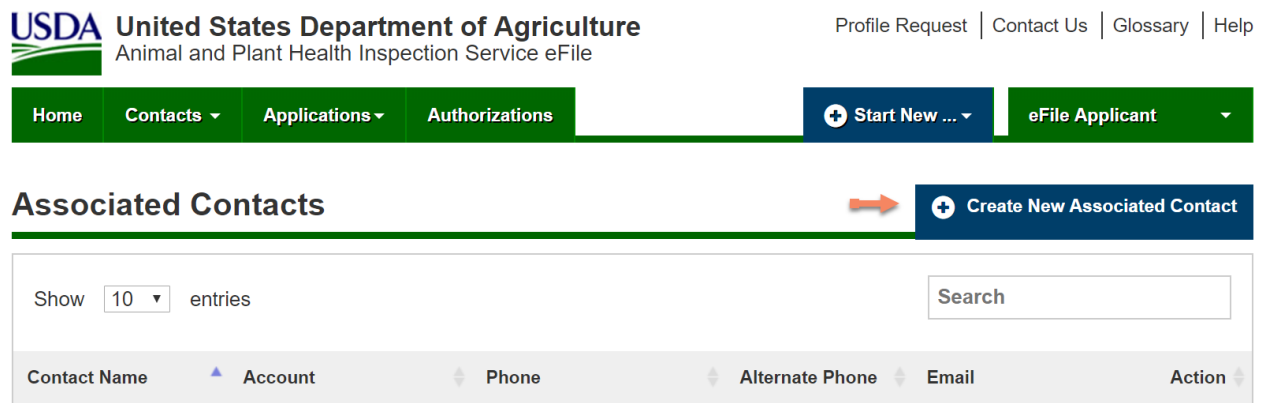 USDA United States Department of Agriculture
Animal and Plant Health Inspection Service eFile
Profile Request | Contact Us | Glossary | Help
Home Contacts Applications Authorizations Start New ... eFile Applicant
Associated Contacts Create New Associated Contact
Show 10 entries Search
Contact Name Account Phone Alternate Phone Email Action